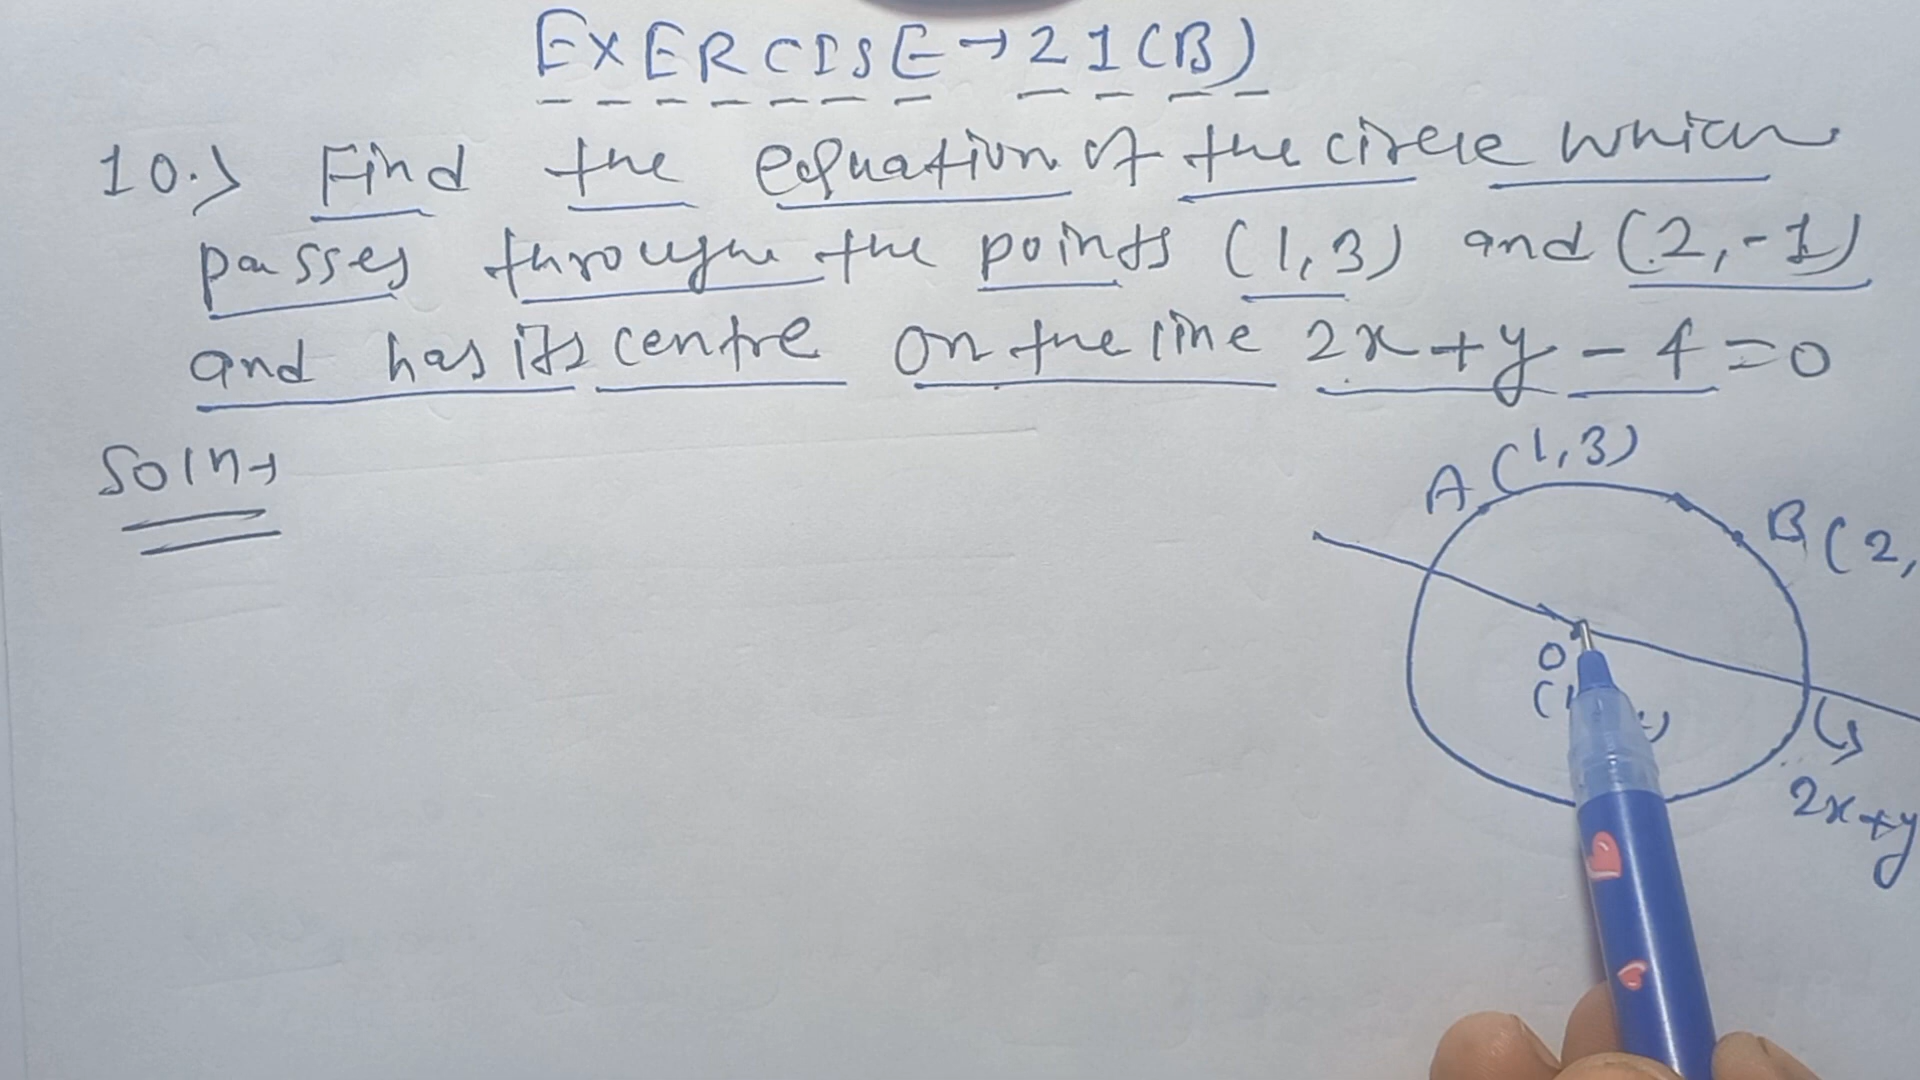 EXERCISE → 21(B)
10.) Find the equation of the circle which
passes through the points (1,3) and (2,-1)
and has its centre on the line 2x+y-4=0
Soln→
A (1,3)
B (2,
O
2x+y